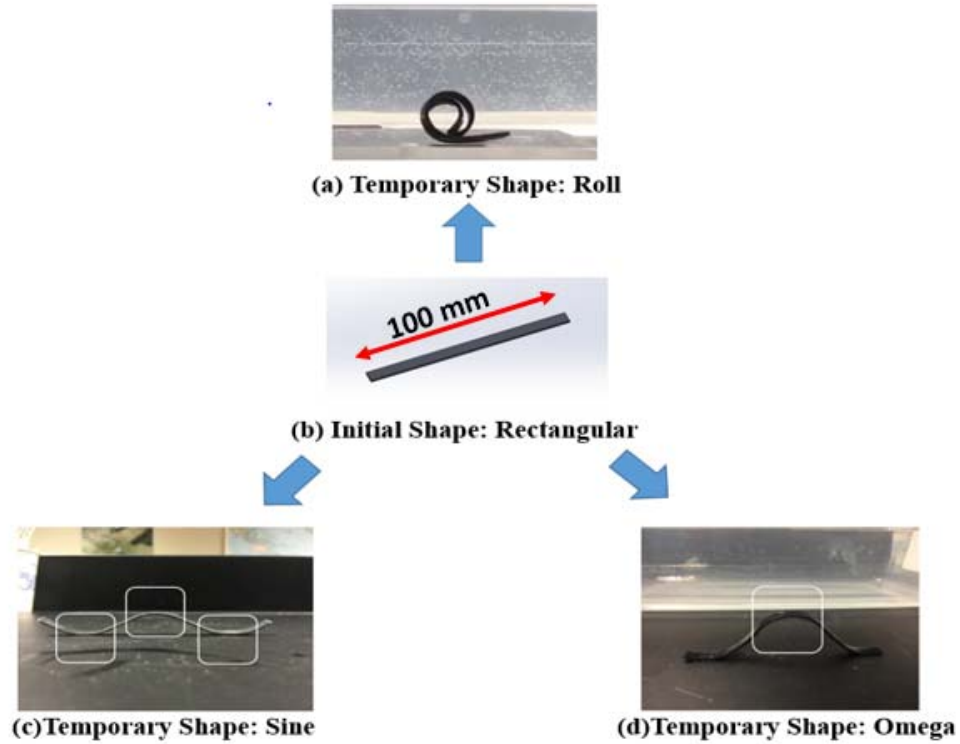 (a) Temporary Shape: Roll
100 mm
(b) Initial Shape: Rectangular
(c)Temporary Shape: Sine
(d)Temporary Shape: Omega